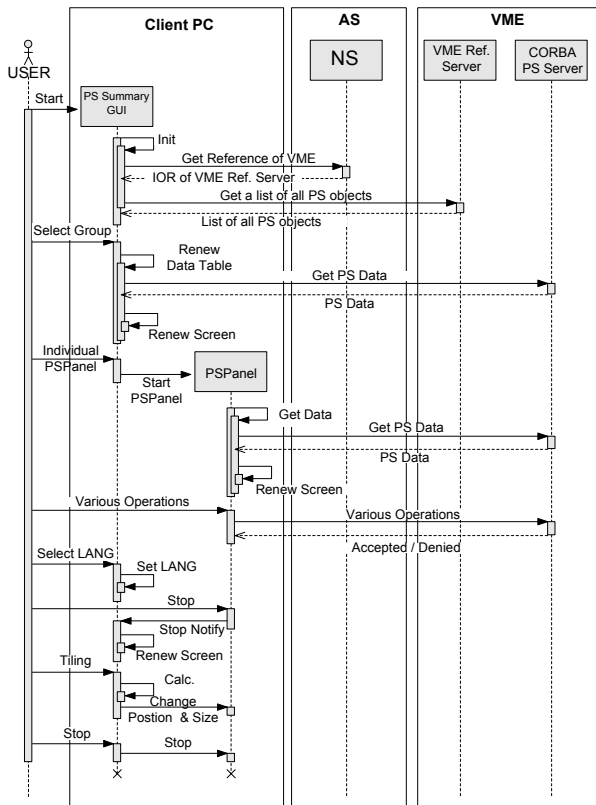 Client PC
AS
VME
USER
NS
VME Ref.
Server
CORBA
PS Server
Start
PS Summary
GUI
Init
Get Reference of VME
IOR of VME Ref. Server
Get a list of all PS objects
List of all PS objects
Select Group
Renew
Data Table
Get PS Data
PS Data
Renew Screen
Individual
PSPanel
Start
PSPanel
PSPanel
Get Data
Get PS Data
PS Data
Renew Screen
Various Operations
Various Operations
Accepted / Denied
Select LANG
Set LANG
Stop
Stop Notify
Renew Screen
Tiling
Calc.
Change
Postion & Size
Stop
Stop